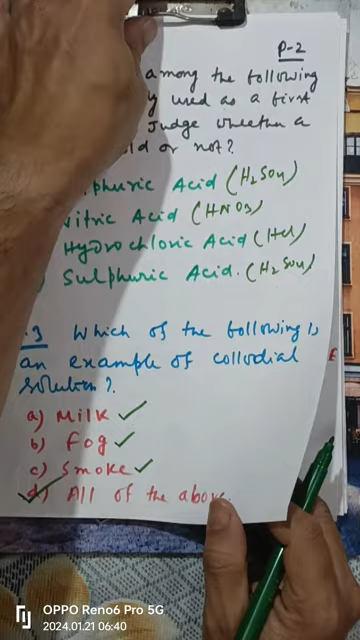 P-2
among the following
used as a first
Judge whether a
or not?
Acid (H2SO4)
Nitric Acid (HNO3)
Hydrochloric Acid (HCl)
Sulphuric Acid. (H2SO4)
3 Which of the following is
an example of collodial
solution?
a) Milk ✓
b) Fog ✓
c) Smoke ✓
d) All of the above.
OPPO Reno6 Pro 5G
2024.01.21 06:40